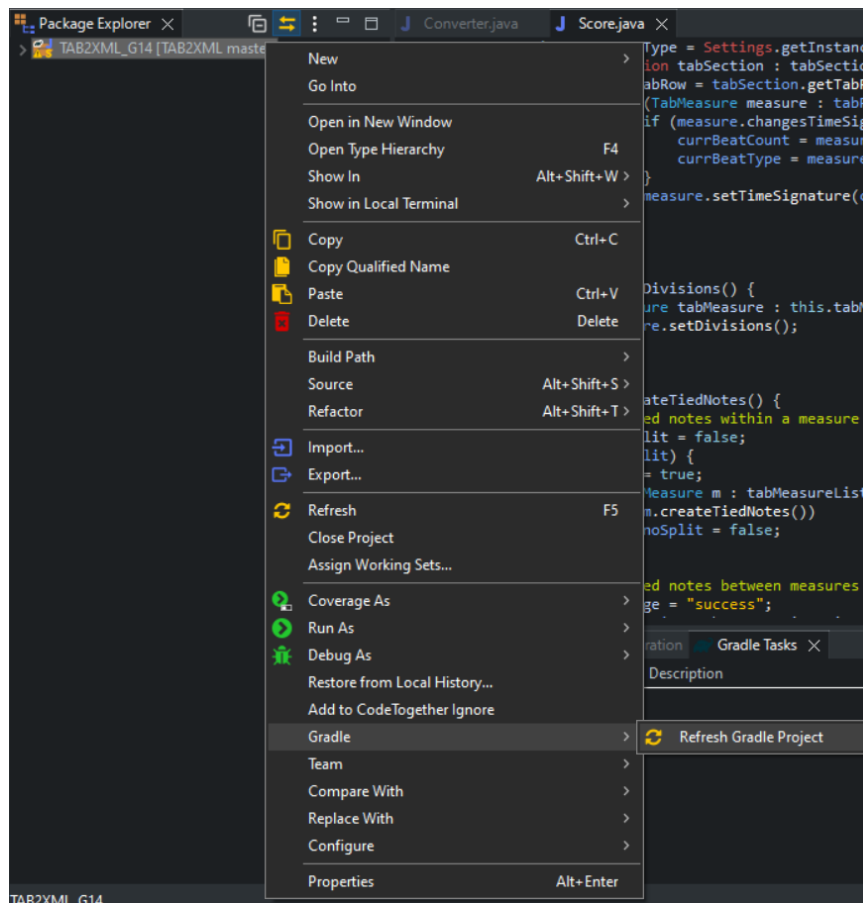 Package Explorer
Converter.java
Score.java
TAB2XML_G14 [TAB2XML maste
Type = Settings.getInstanc
ion tabSection : tabSectio
abRow = tabSection.getTabR
(TabMeasure measure : tabR
if (measure.changesTimeSig
currBeatCount = measur
currBeatType = measure
}
measure.setTimeSignature(c
Divisions() {
ure tabMeasure : this.tabM
re.setDivisions();
ateTiedNotes() {
ed notes within a measure
lit = false;
lit) {
= true;
Measure m : tabMeasureList
m.createTiedNotes())
noSplit = false;
ed notes between measures
ge = "success";
New
Go Into
Open in New Window
Open Type Hierarchy F4
Show In Alt+Shift+W
Show in Local Terminal
Copy Ctrl+C
Copy Qualified Name
Paste Ctrl+V
Delete Delete
Build Path
Source Alt+Shift+S
Refactor Alt+Shift+T
Import...
Export...
Refresh F5
Close Project
Assign Working Sets...
Coverage As
Run As
Debug As
Restore from Local History...
Add to CodeTogether Ignore
Gradle
Team
Compare With
Replace With
Configure
Properties Alt+Enter
ration
Gradle Tasks
Description
Refresh Gradle Project
TAB2XML_G14